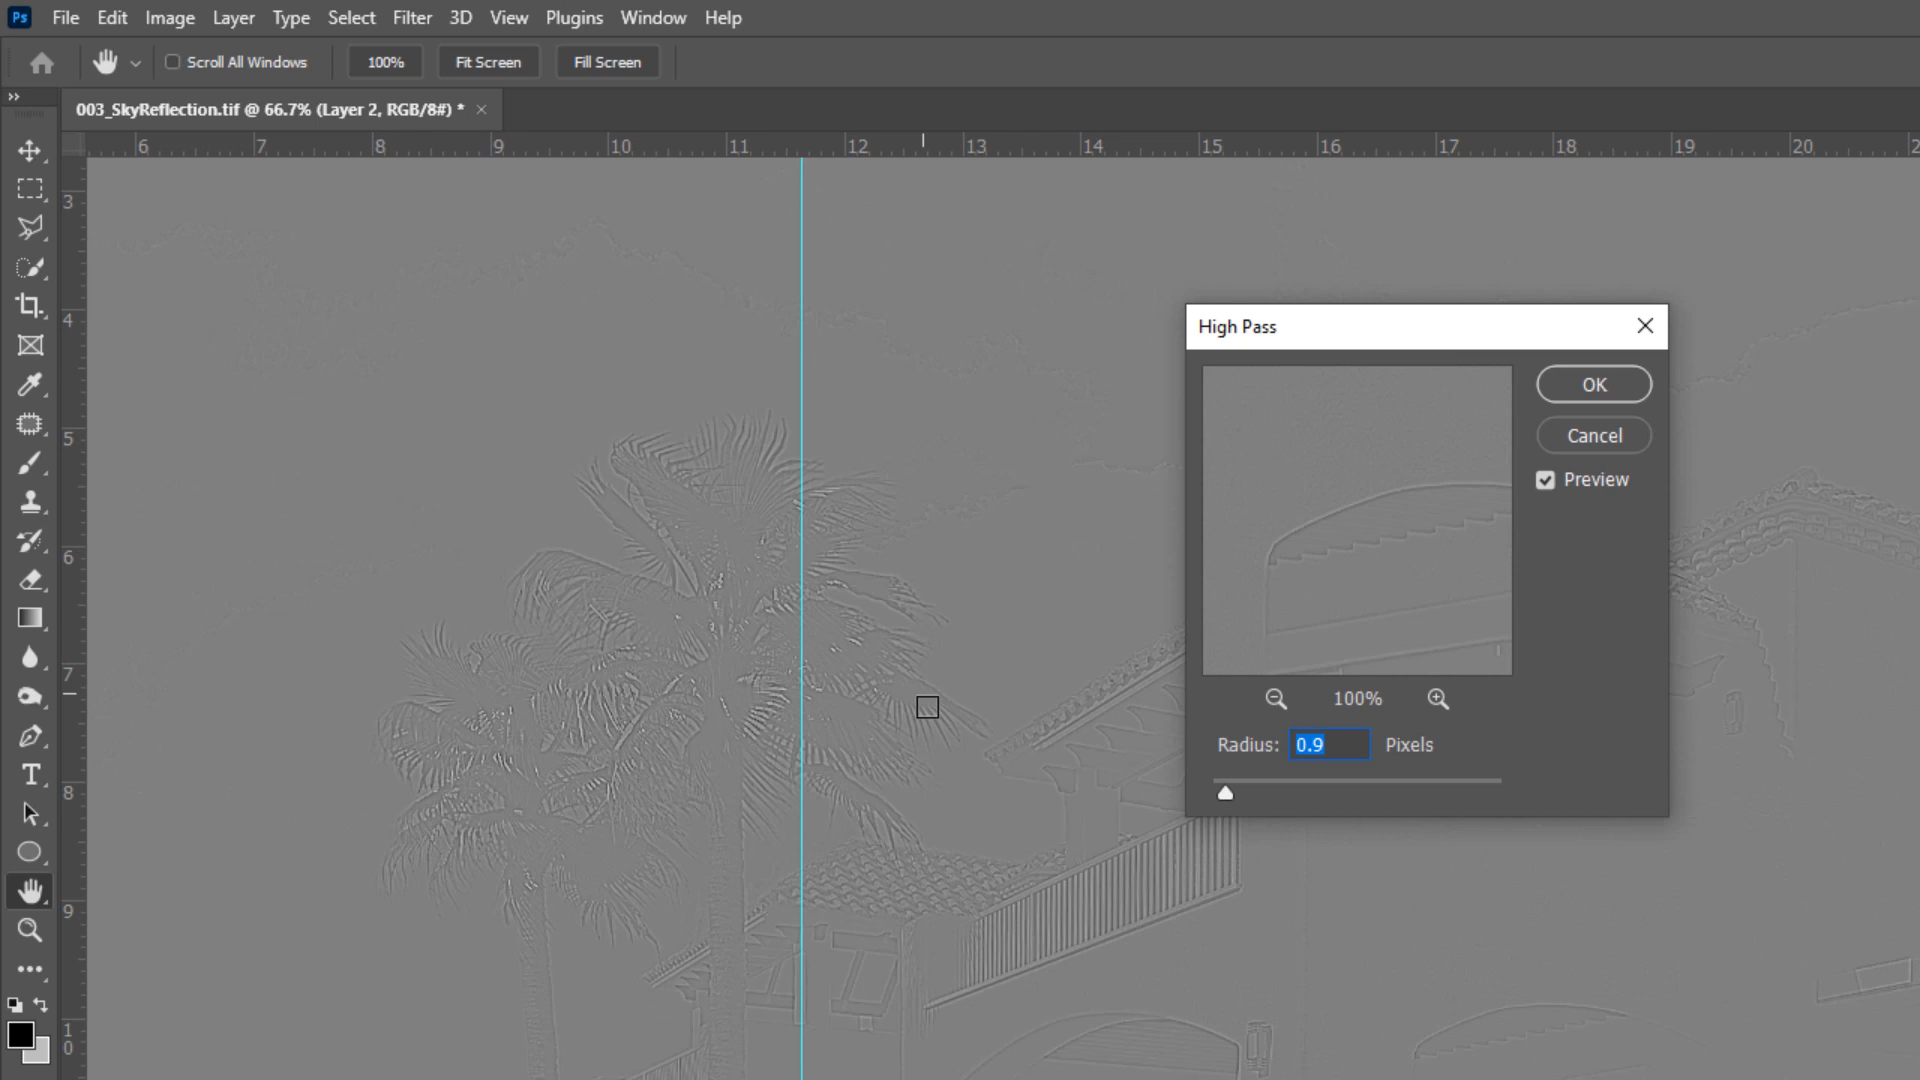 Ps File Edit Image Layer Type Select Filter 3D View Plugins Window Help
Scroll All Windows 100% Fit Screen Fill Screen
003_SkyReflection.tif @ 66.7% (Layer 2, RGB/8#) *
6 7 8 9 10 11 12 13 14 15 16 17 18 19 20
3
4
5
6
7
8
9
1
0
High Pass
OK
Cancel
Preview
100%
Radius: 0.9 Pixels